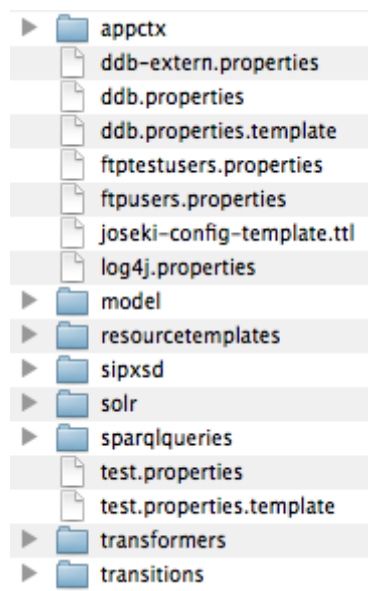 appctx
ddb-extern.properties
ddb.properties
ddb.properties.template
ftptestusers.properties
ftpusers.properties
joseki-config-template.ttl
log4j.properties
model
resourcetemplates
sipxsd
solr
sparqlqueries
test.properties
test.properties.template
transformers
transitions